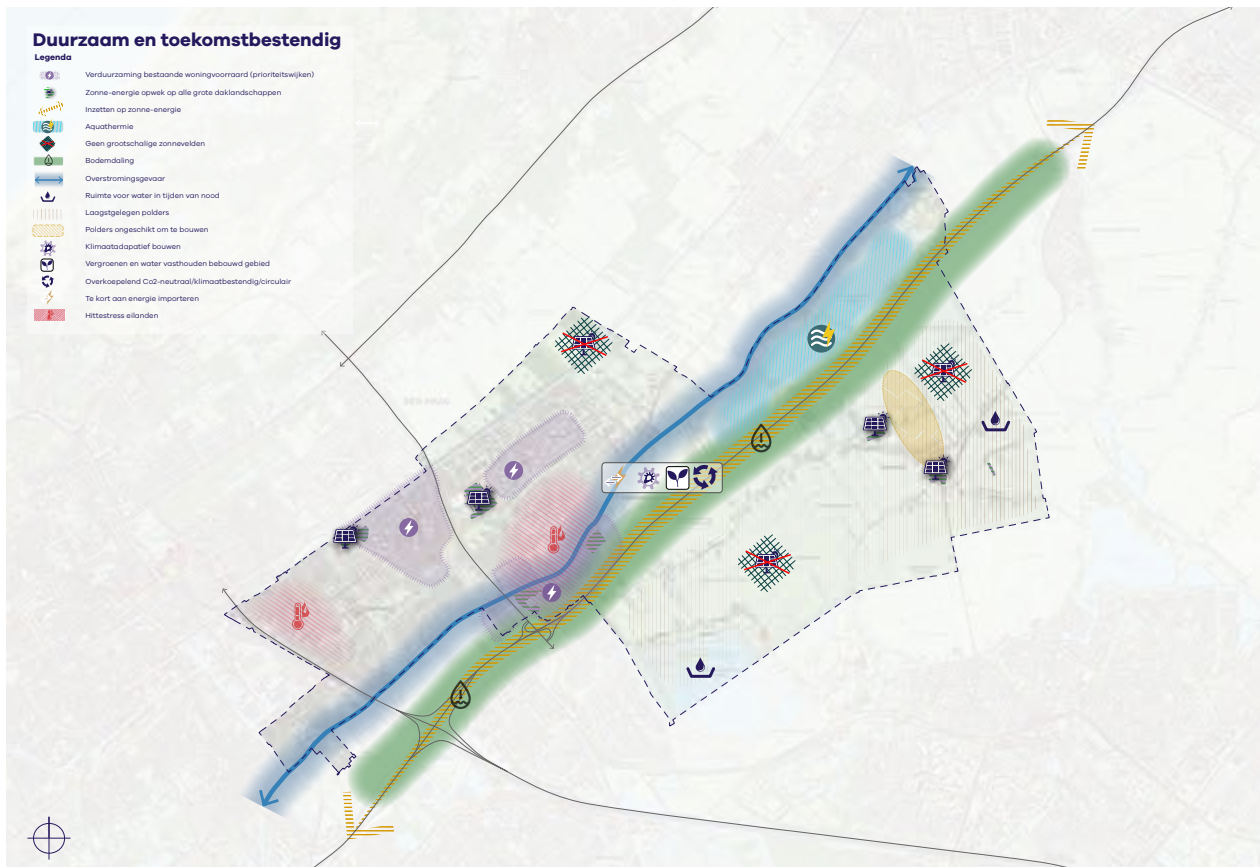 Duurzaam en toekomstbestendig
Legenda
Verduurzaming bestaande woningvoorraad (prioriteitswijken)
Zonne-energie opwek op alle grote daklandschappen
Inzetten op zonne-energie
Aquathermie
Geen grootschalige zonnevelden
Bodemdaling
Overstromingsgevaar
Ruimte voor water in tijden van nood
Laagstgelegen polders
Polders ongeschikt om te bouwen
Klimaatadapatief bouwen
Vergroenen en water vasthouden bebouwd gebied
Overkoepelend Co2-neutraal/klimaatbestendig/circulair
Te kort aan energie importeren
Hittestress eilanden
DEN HAAG